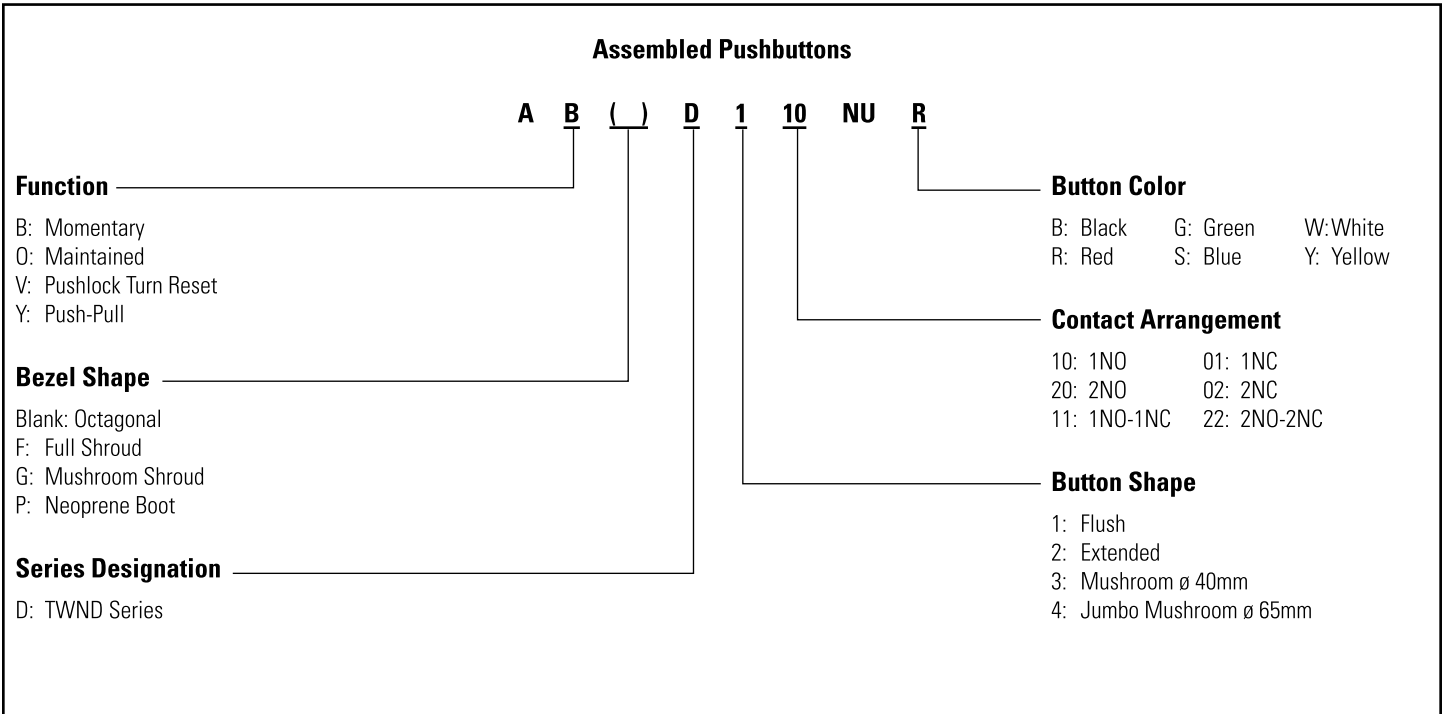 Assembled Pushbuttons
A B ( ) D 1 10 NU R
Function
B: Momentary
O: Maintained
V: Pushlock Turn Reset
Y: Push-Pull
Bezel Shape
Blank: Octagonal
F: Full Shroud
G: Mushroom Shroud
P: Neoprene Boot
Series Designation
D: TWND Series
Button Color
B: Black G: Green W:White
R: Red S: Blue Y: Yellow
Contact Arrangement
10: 1NO 01: 1NC
20: 2NO 02: 2NC
11: 1NO-1NC 22: 2NO-2NC
Button Shape
1: Flush
2: Extended
3: Mushroom ø 40mm
4: Jumbo Mushroom ø 65mm